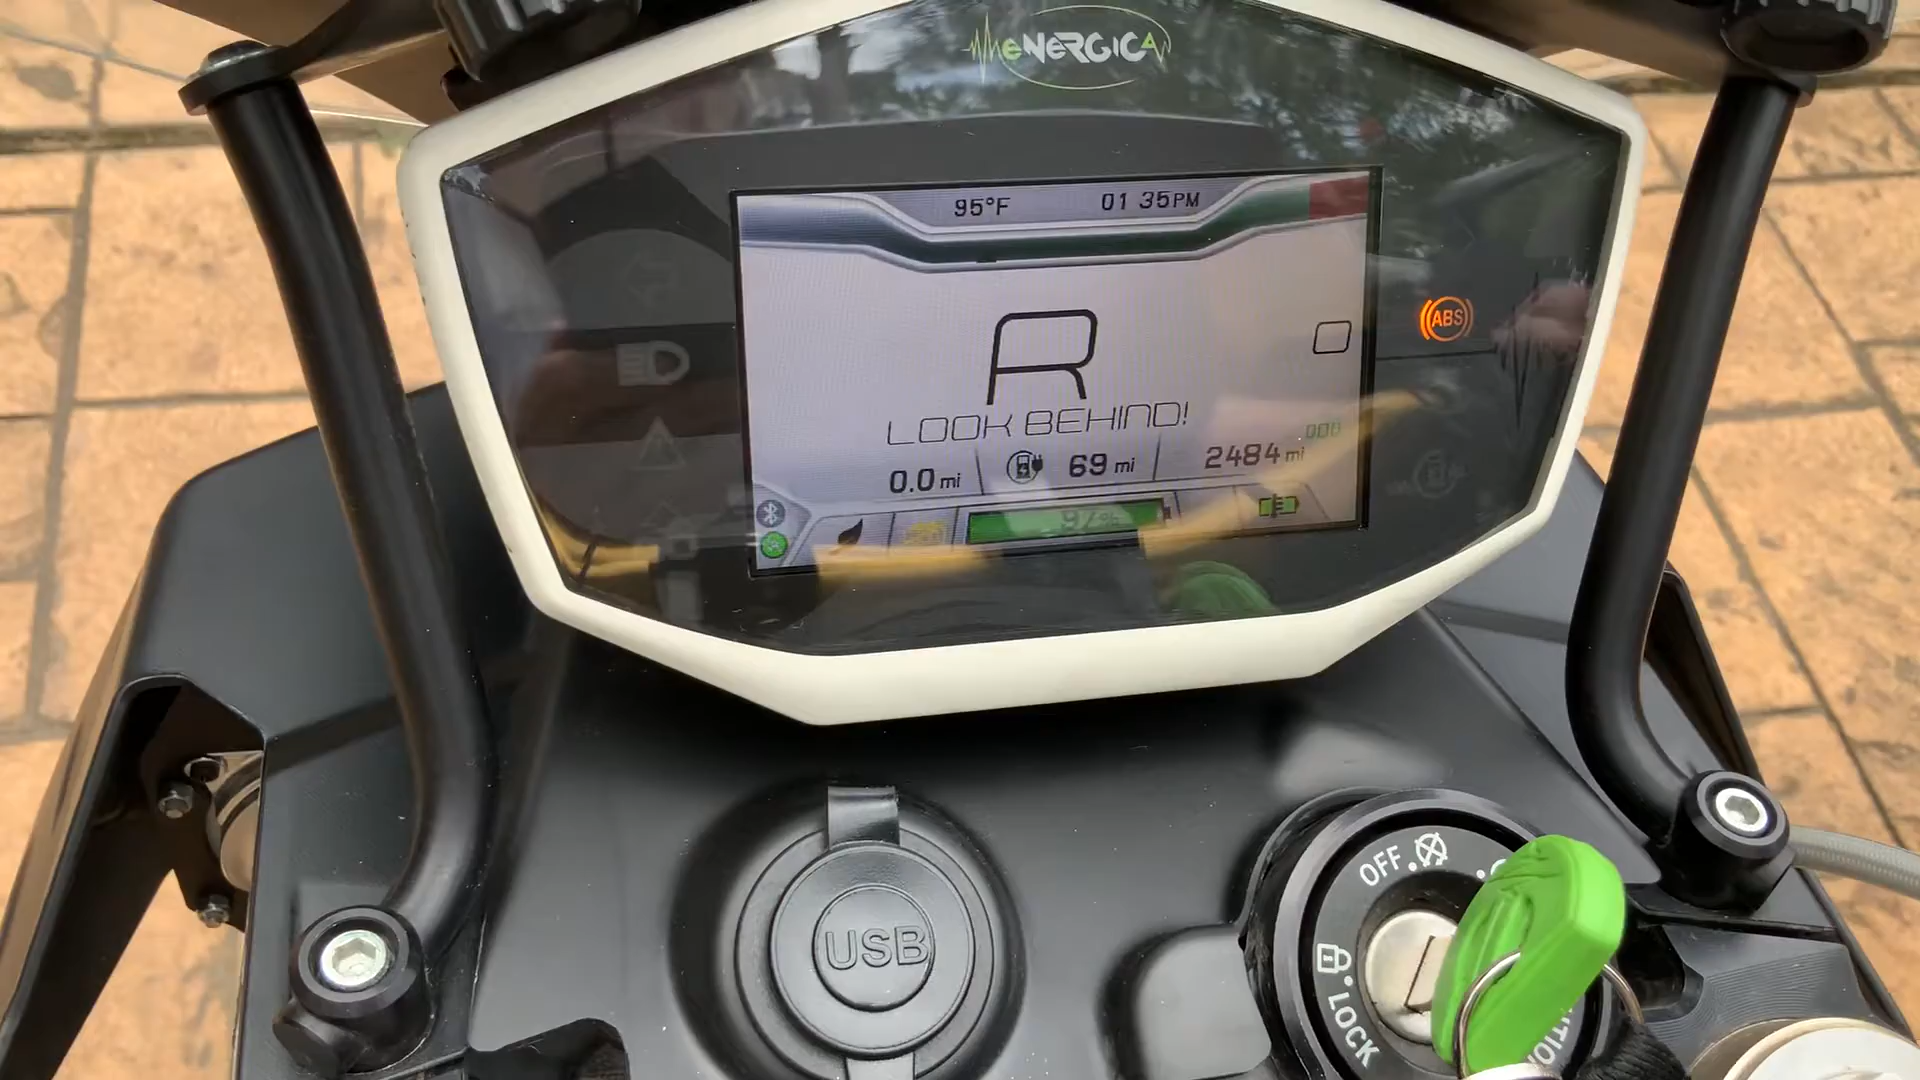 eNeRGICA
95°F 01 35PM
R
LOOK BEHIND!
0.0 mi 69 mi 2484 mi
97%
ABS
USB
OFF
LOCK